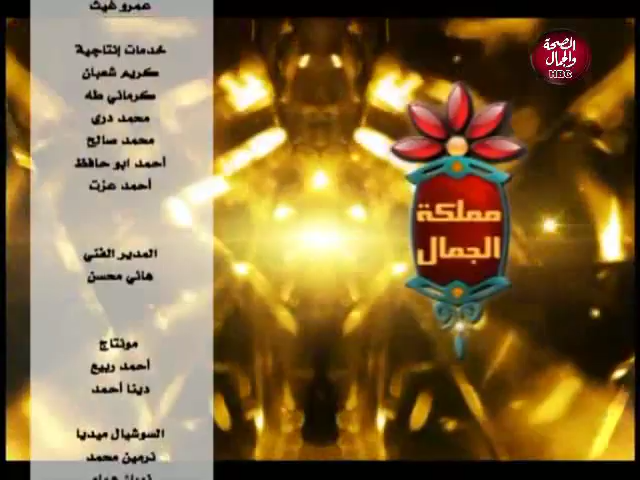 عمرو غيث
خدمات إنتاجية
كريم شعبان
كرماني طه
محمد درى
محمد صالح
أحمد ابو حافظ
أحمد عزت
المدير الفني
هاني محسن
مونتاج
أحمد ربيع
دينا أحمد
السوشيال ميديا
نرمين محمد
مملكة
الجمال
الصحة
والجمال
HBC